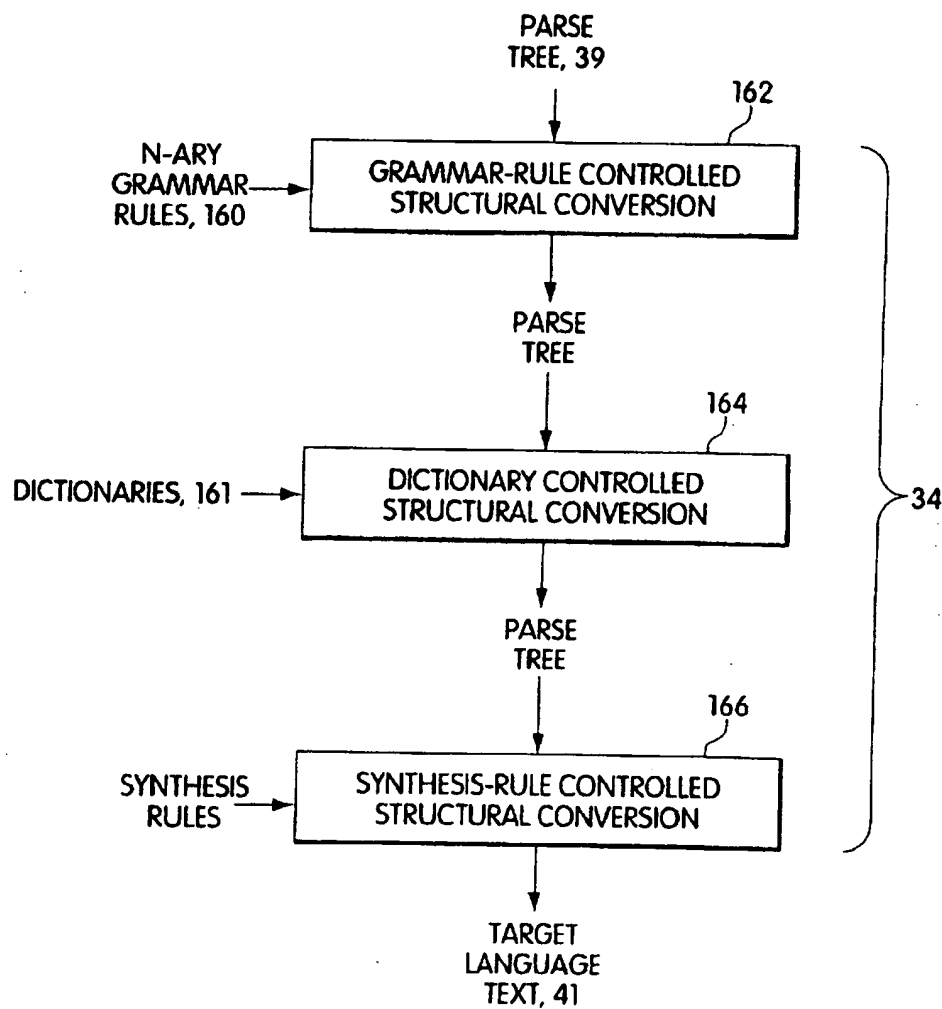 PARSE
TREE, 39
162
N-ARY
GRAMMAR
RULES, 160
GRAMMAR-RULE CONTROLLED
STRUCTURAL CONVERSION
PARSE
TREE
164
DICTIONARIES, 161
DICTIONARY CONTROLLED
STRUCTURAL CONVERSION
34
PARSE
TREE
166
SYNTHESIS
RULES
SYNTHESIS-RULE CONTROLLED
STRUCTURAL CONVERSION
TARGET
LANGUAGE
TEXT, 41